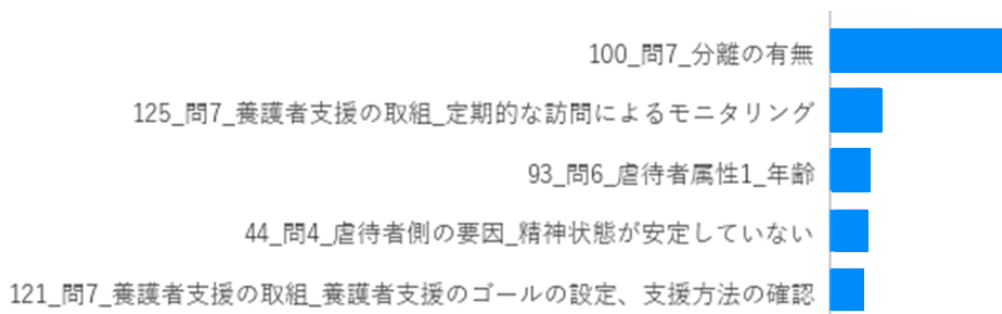 100_問7_分離の有無
125_問7_養護者支援の取組_定期的な訪問によるモニタリング
93_問6_虐待者属性1_年齢
44_問4_虐待者側の要因_精神状態が安定していない
121_問7_養護者支援の取組_養護者支援のゴールの設定、支援方法の確認